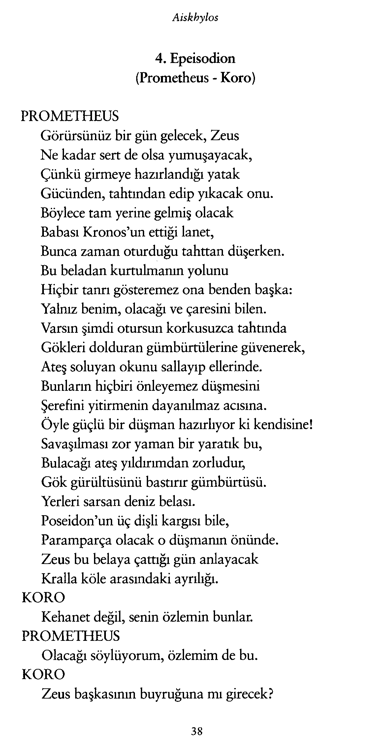 Aiskhylos
4. Epeisodion
(Prometheus - Koro)
PROMETHEUS
Görürsünüz bir gün gelecek, Zeus
Ne kadar sert de olsa yumuşayacak,
Çünkü girmeye hazırlandığı yatak
Gücünden, tahtından edip yıkacak onu.
Böylece tam yerine gelmiş olacak
Babası Kronos'un ettiği lanet,
Bunca zaman oturduğu tahttan düşerken.
Bu beladan kurtulmanın yolunu
Hiçbir tanrı gösteremez ona benden başka:
Yalnız benim, olacağı ve çaresini bilen.
Varsın şimdi otursun korkusuzca tahtında
Gökleri dolduran gümbürtülerine güvenerek,
Ateş soluyan okunu sallayıp ellerinde.
Bunların hiçbiri önleyemez düşmesini
Şerefini yitirmenin dayanılmaz acısına.
Öyle güçlü bir düşman hazırlıyor ki kendisine!
Savaşılması zor yaman bir yaratık bu,
Bulacağı ateş yıldırımdan zorludur,
Gök gürültüsünü bastırır gümbürtüsü.
Yerleri sarsan deniz belası.
Poseidon'un üç dişli kargısı bile,
Paramparça olacak o düşmanın önünde.
Zeus bu belaya çattığı gün anlayacak
Kralla köle arasındaki ayrılığı.
KORO
Kehanet değil, senin özlemin bunlar.
PROMETHEUS
Olacağı söylüyorum, özlemim de bu.
KORO
Zeus başkasının buyruğuna mı girecek?
38